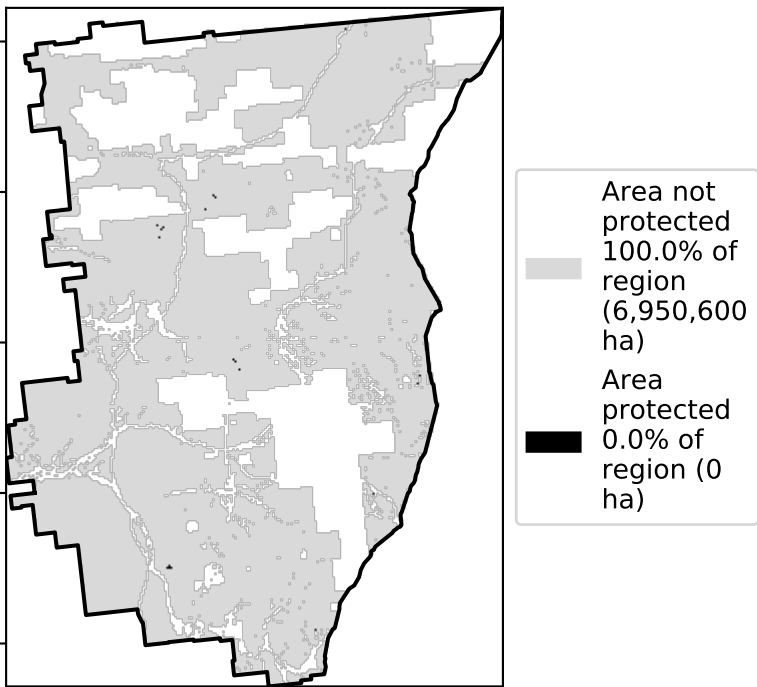 Area not
protected
100.0% of
region
(6,950,600
ha)
Area
protected
0.0% of
region (0
ha)